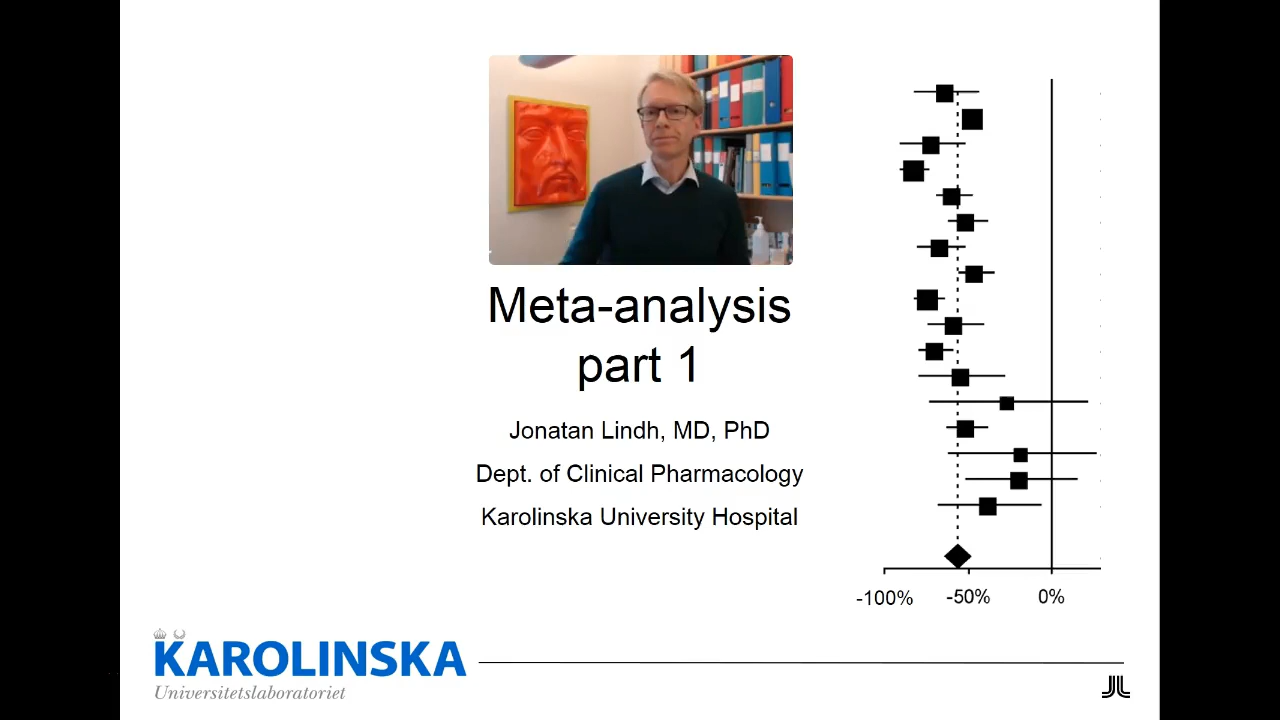 Meta-analysis
part 1
Jonatan Lindh, MD, PhD
Dept. of Clinical Pharmacology
Karolinska University Hospital
-100%
-50%
0%
KAROLINSKA
Universitetslaboratoriet